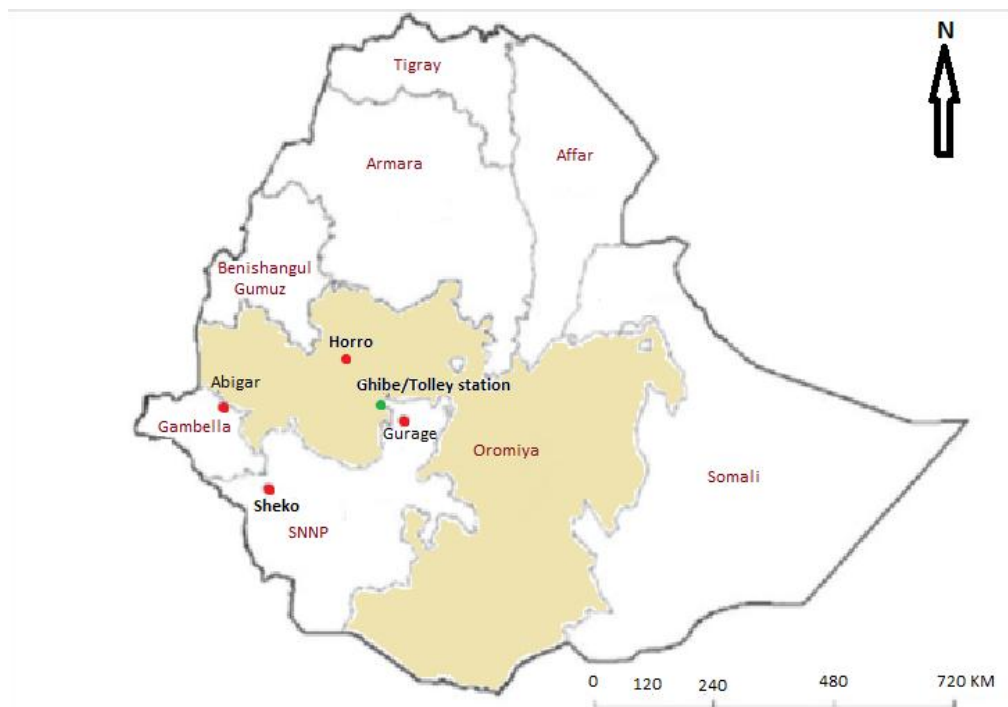 N
Tigray
Affar
Armara
Benishangul
Gumuz
Horro
Abigar
Ghibe/Tolley station
Gambella
Gurage
Oromiya
Somali
Sheko
SNNP
0 120 240 480 720 KM